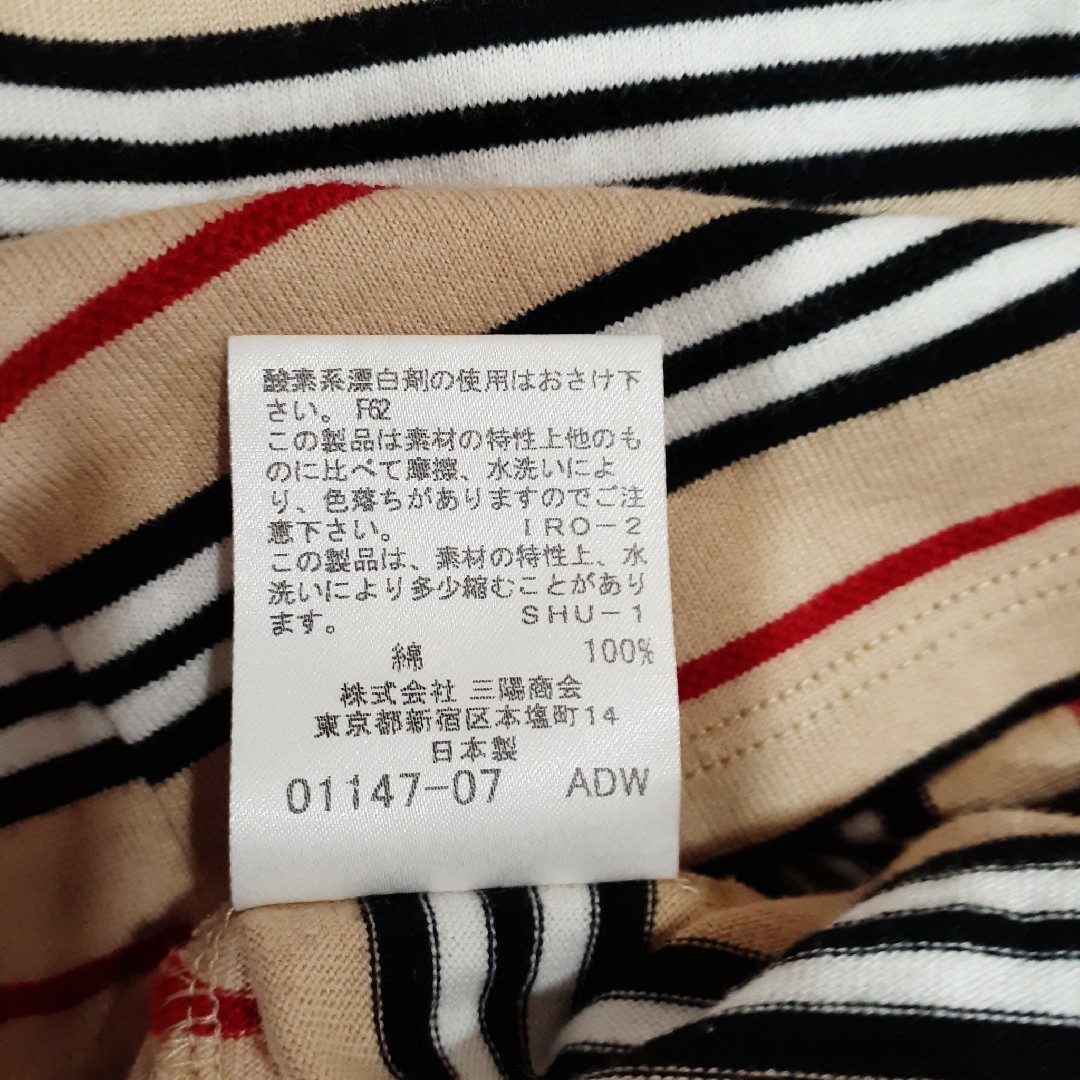 酸素系漂白剤の使用はおさけ下
さい。 F62
この製品は素材の特性上他のも
のに比べて摩擦、水洗いによ
り、色落ちがありますのでご注
意下さい。 IRO-2
この製品は、素材の特性上、水
洗いにより多少縮むことがあり
ます。 SHU-1
綿 100%
株式会社 三陽商会
東京都新宿区本塩町14
日本製
01147-07 ADW